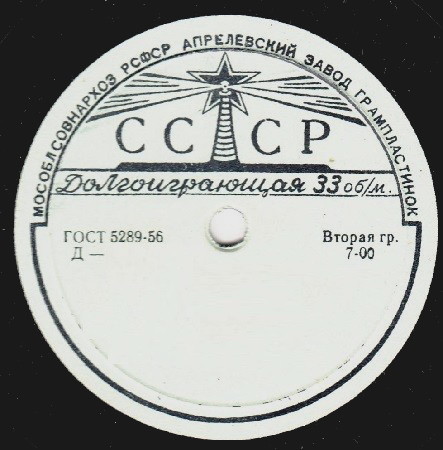 МОСОБЛСОВНАРХОЗ РСФСР АПРЕЛЕВСКИЙ ЗАВОД ГРАМПЛАСТИНОК
СССР
Долгоиграющая 33 об/м.
ГОСТ 5289-56 Вторая гр.
Д — 7-00